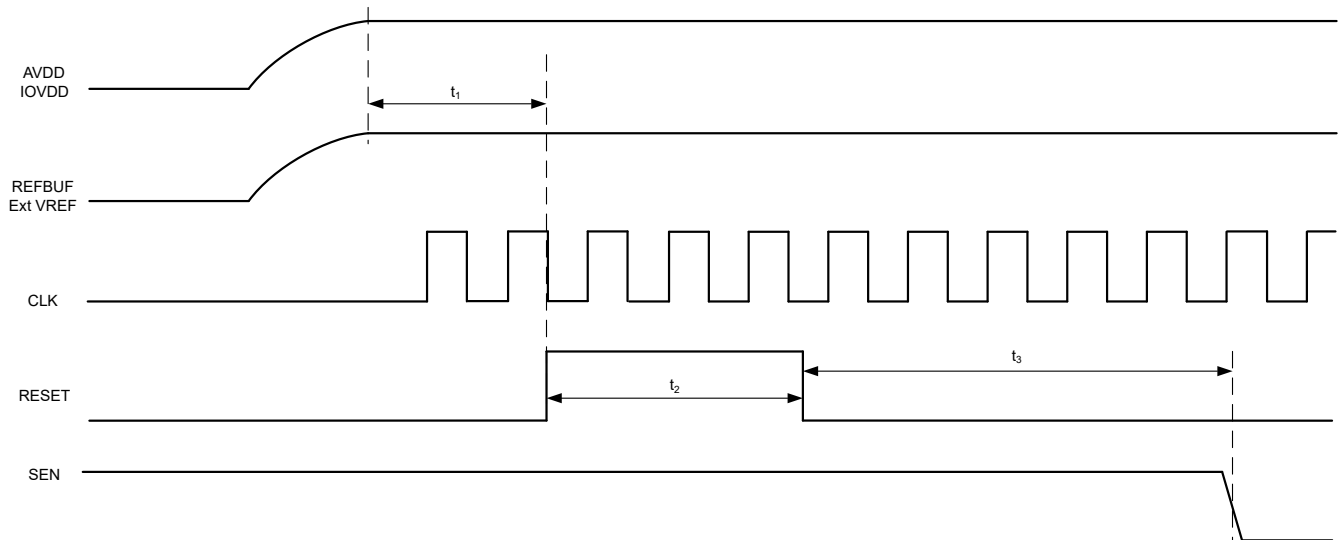 AVDD
IOVDD
t₁
REFBUF
Ext VREF
CLK
RESET
t₂
t₃
SEN